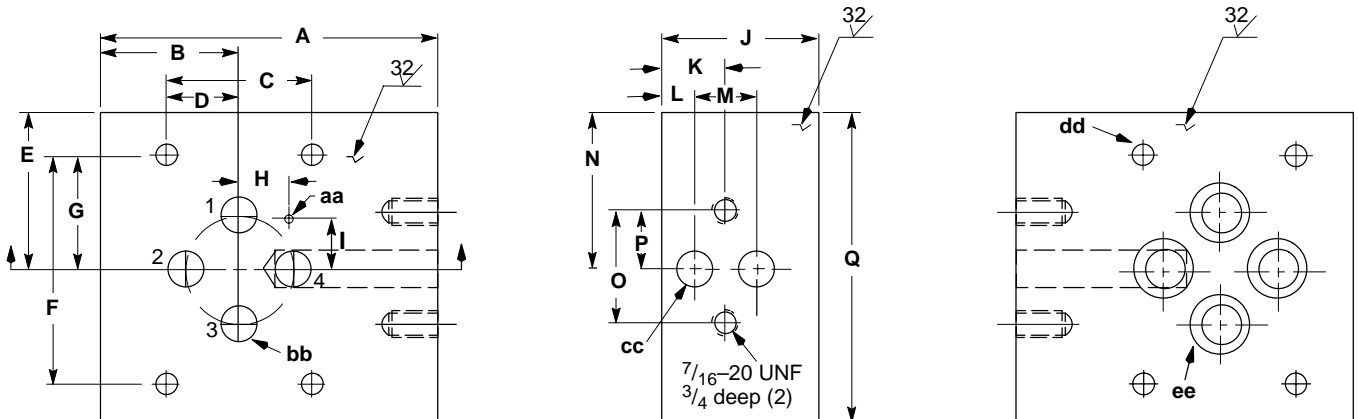 A
B
C
D
32
E
F
G
H
aa
I
1
2
3
4
bb
J
K
L
M
32
N
O
P
Q
cc
7/16–20 UNF
3/4 deep (2)
32
dd
ee